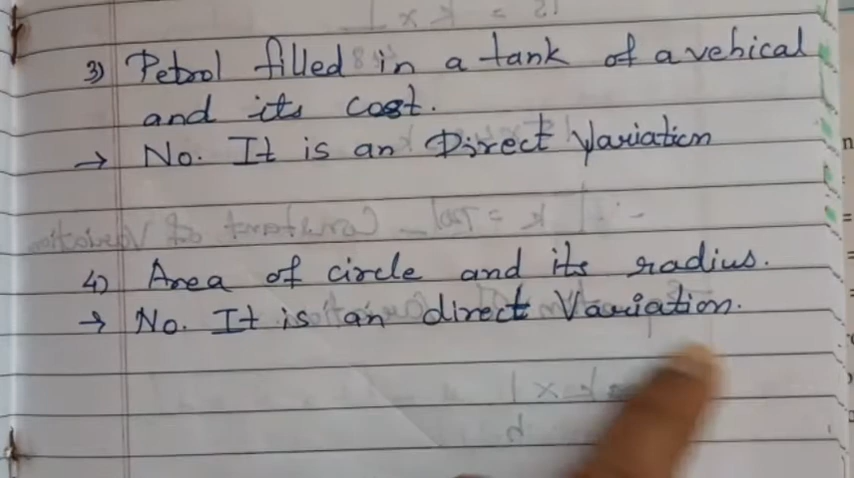 3) Petrol filled in a tank of a vehical
and its cost.
→ No. It is an Direct Variation
4) Area of circle and its radius.
→ No. It is an direct Variation.